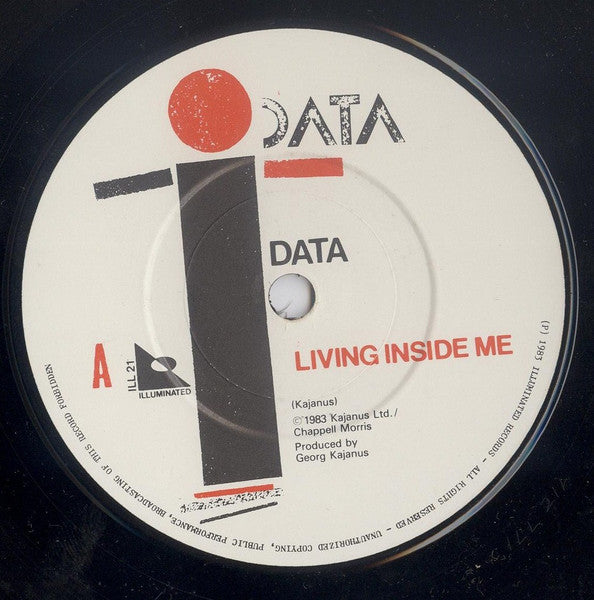 DATA
DATA
LIVING INSIDE ME
A
ILL 21
ILLUMINATED
(Kajanus)
©1983 Kajanus Ltd./
Chappell Morris
Produced by
Georg Kajanus
(P) 1983 ILLUMINATED RECORDS - ALL RIGHTS RESERVED - UNAUTHORIZED COPYING, PUBLIC PERFORMANCE, BROADCASTING OF THIS RECORD FORBIDDEN